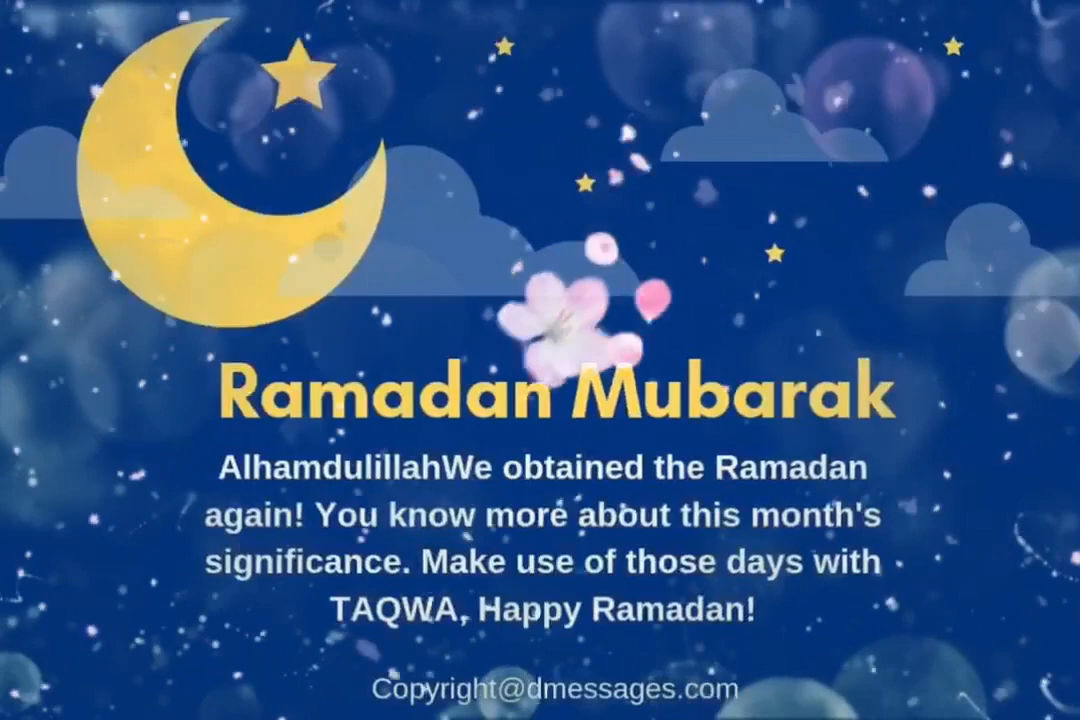 Ramadan Mubarak
AlhamdulillahWe obtained the Ramadan
again! You know more about this month's
significance. Make use of those days with
TAQWA, Happy Ramadan!
Copyright@dmessages.com